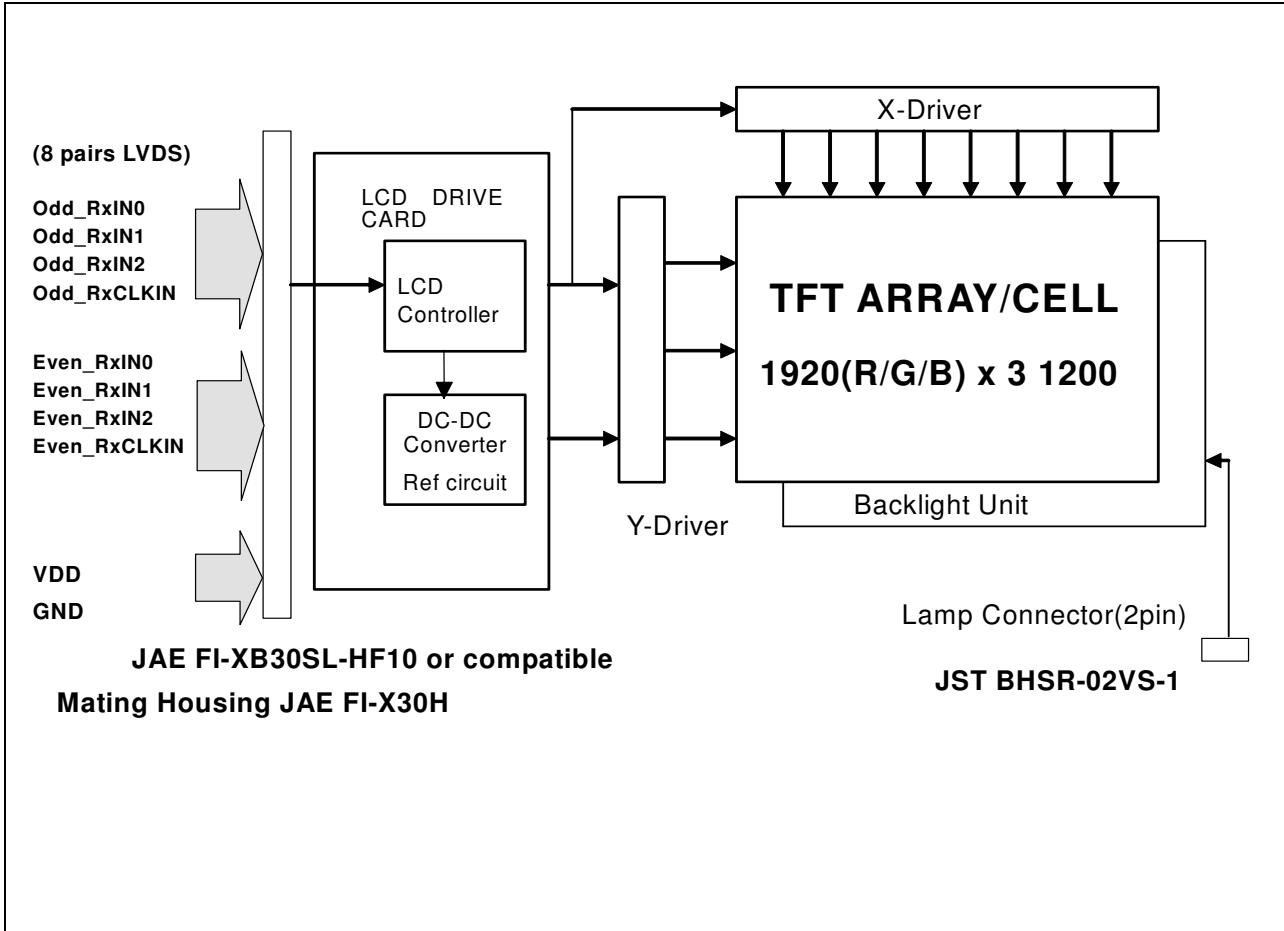 (8 pairs LVDS)
Odd_RxIN0
Odd_RxIN1
Odd_RxIN2
Odd_RxCLKIN
Even_RxIN0
Even_RxIN1
Even_RxIN2
Even_RxCLKIN
VDD
GND
JAE FI-XB30SL-HF10 or compatible
Mating Housing JAE FI-X30H
LCD DRIVE
CARD
LCD
Controller
DC-DC
Converter
Ref circuit
X-Driver
Y-Driver
TFT ARRAY/CELL
1920(R/G/B) x 3 1200
Backlight Unit
Lamp Connector(2pin)
JST BHSR-02VS-1